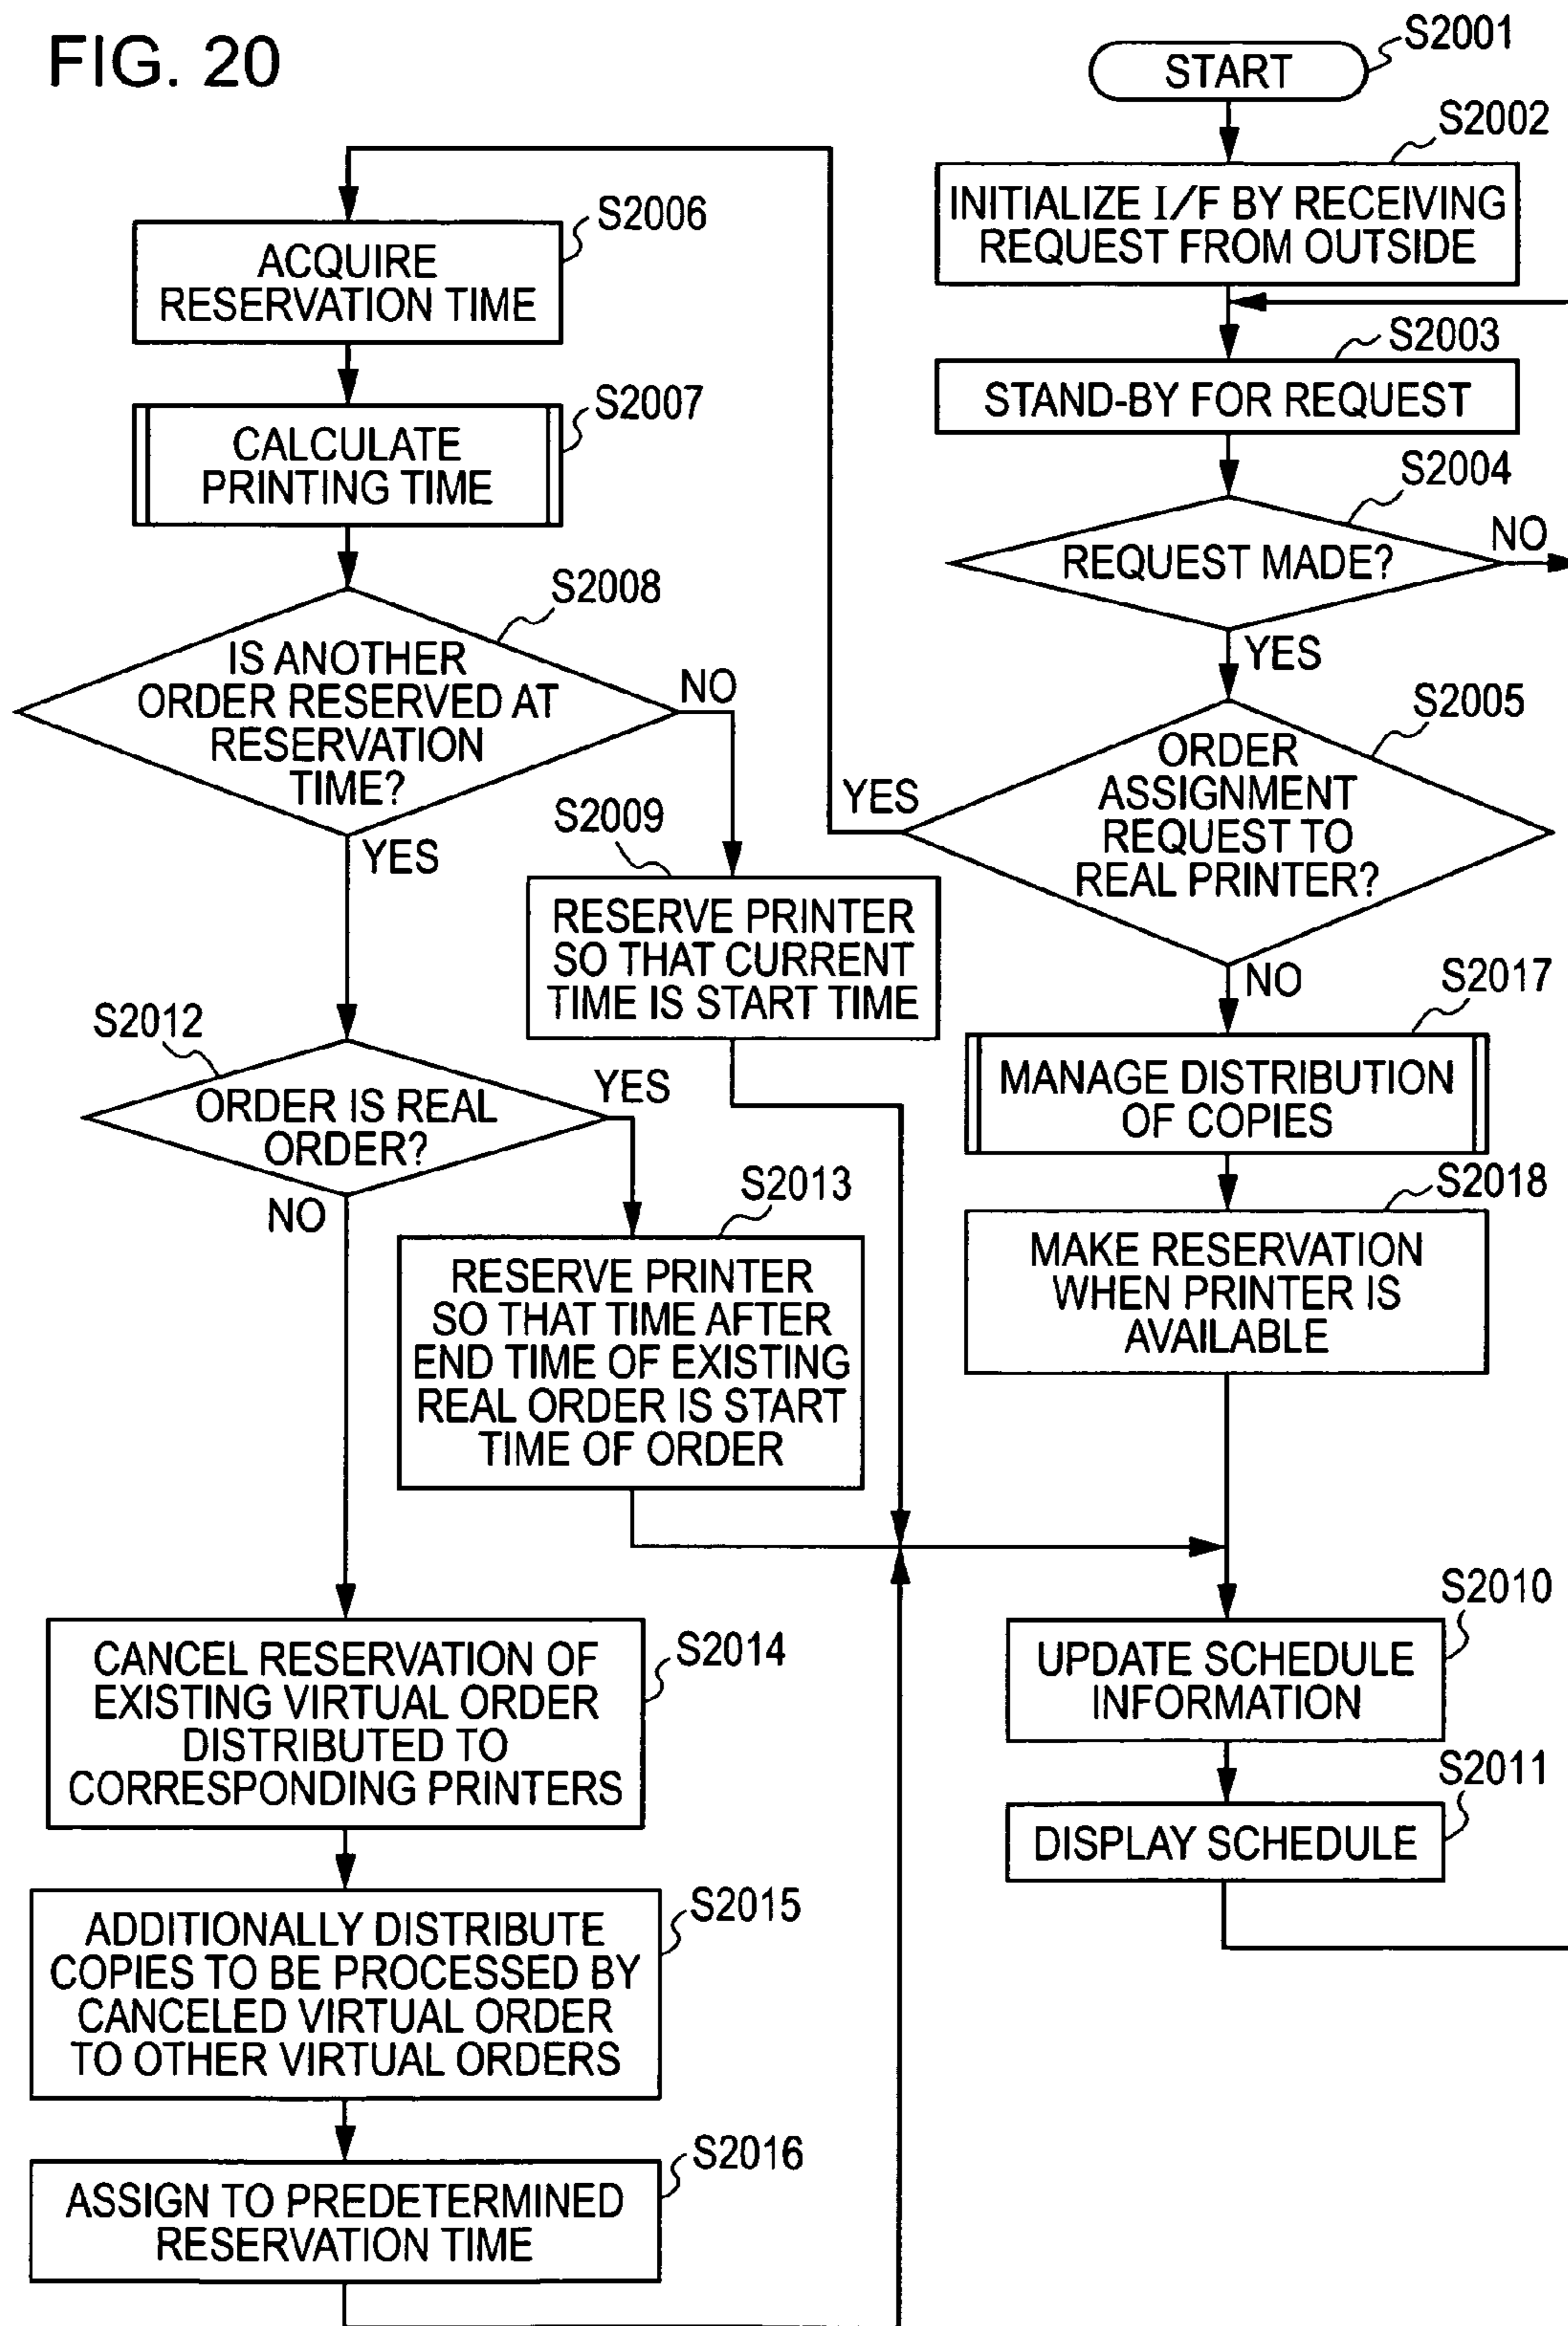 FIG. 20
START
S2001
S2002
INITIALIZE I/F BY RECEIVING
REQUEST FROM OUTSIDE
S2003
STAND-BY FOR REQUEST
S2004
REQUEST MADE?
NO
YES
S2005
ORDER
ASSIGNMENT
REQUEST TO
REAL PRINTER?
YES
NO
S2006
ACQUIRE
RESERVATION TIME
S2007
CALCULATE
PRINTING TIME
S2008
IS ANOTHER
ORDER RESERVED AT
RESERVATION
TIME?
NO
YES
S2009
RESERVE PRINTER
SO THAT CURRENT
TIME IS START TIME
S2012
ORDER IS REAL
ORDER?
YES
NO
S2013
RESERVE PRINTER
SO THAT TIME AFTER
END TIME OF EXISTING
REAL ORDER IS START
TIME OF ORDER
S2017
MANAGE DISTRIBUTION
OF COPIES
S2018
MAKE RESERVATION
WHEN PRINTER IS
AVAILABLE
S2014
CANCEL RESERVATION OF
EXISTING VIRTUAL ORDER
DISTRIBUTED TO
CORRESPONDING PRINTERS
S2015
ADDITIONALLY DISTRIBUTE
COPIES TO BE PROCESSED BY
CANCELED VIRTUAL ORDER
TO OTHER VIRTUAL ORDERS
S2016
ASSIGN TO PREDETERMINED
RESERVATION TIME
S2010
UPDATE SCHEDULE
INFORMATION
S2011
DISPLAY SCHEDULE